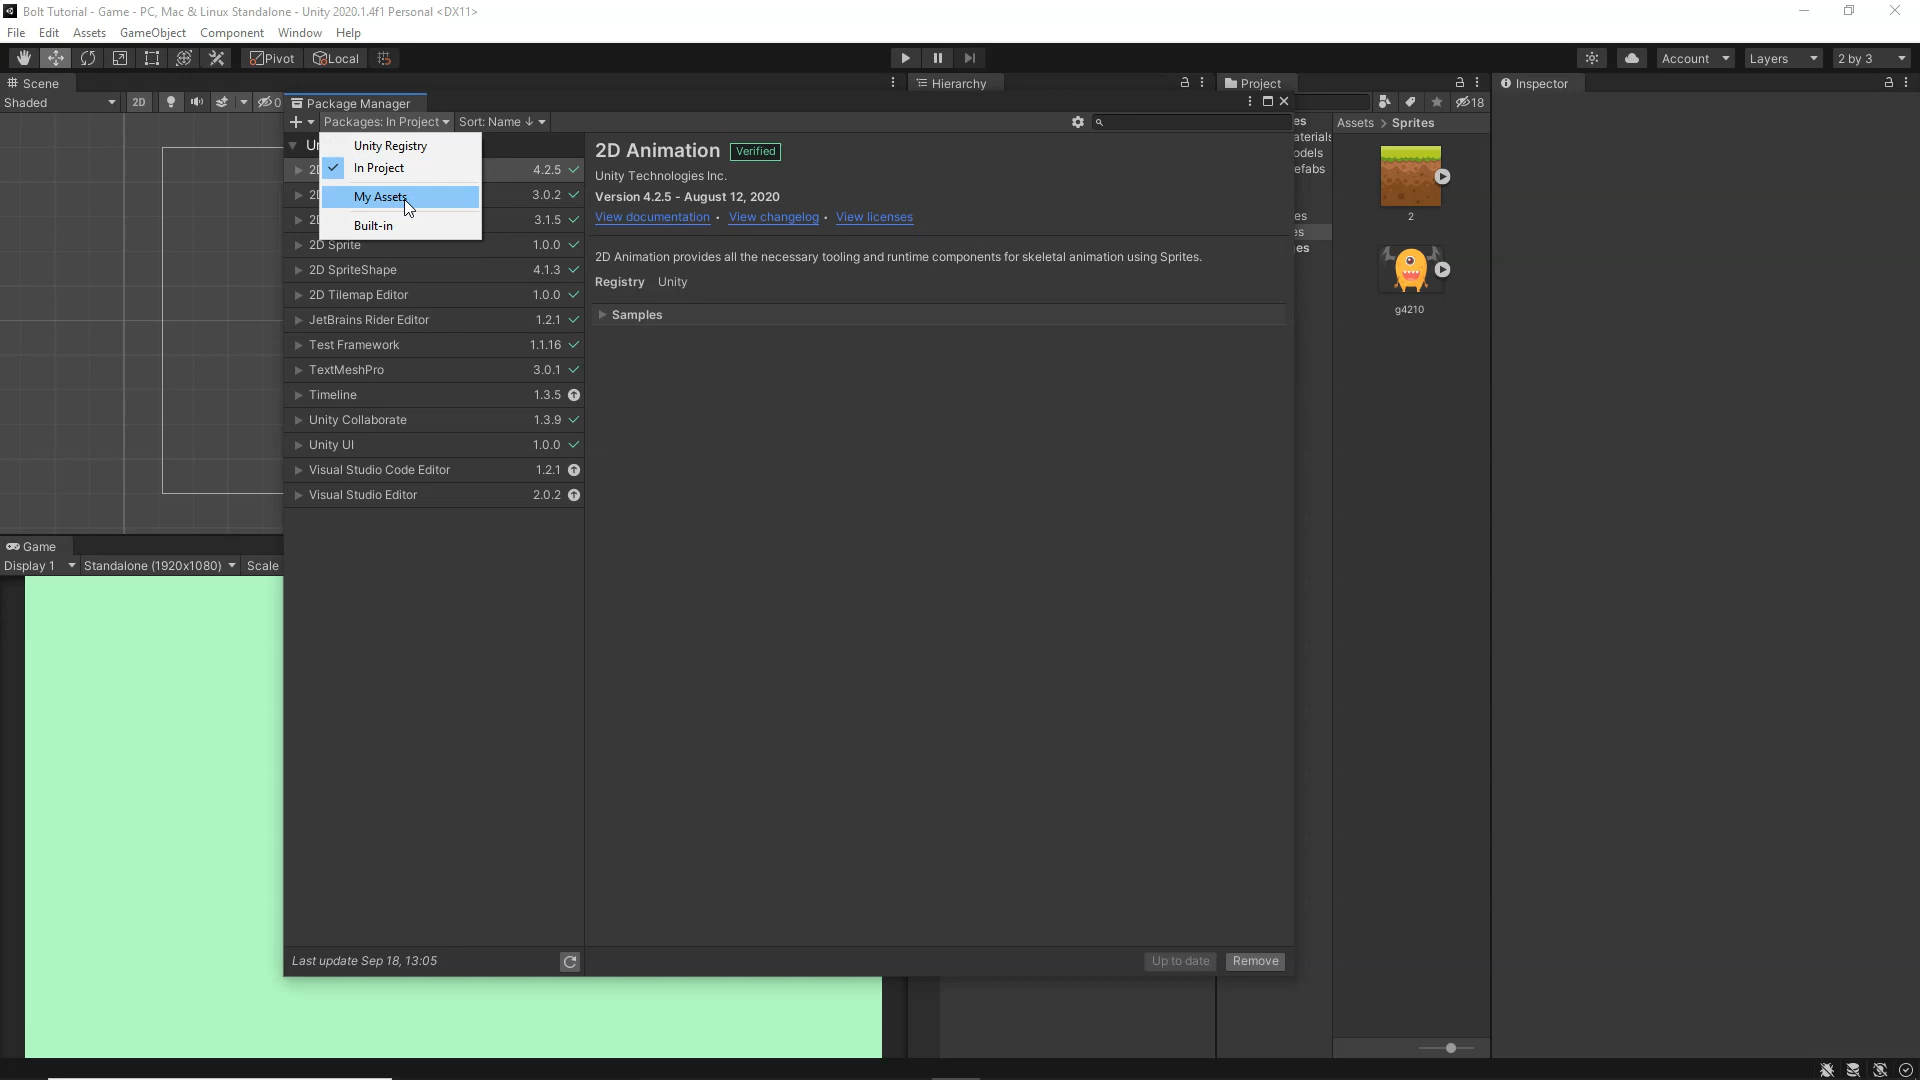 Bolt Tutorial - Game - PC, Mac & Linux Standalone - Unity 2020.1.4f1 Personal <DX11>
File Edit Assets GameObject Component Window Help
Pivot Local Account Layers 2 by 3
Scene Hierarchy Project Inspector
Shaded 2D 0 Package Manager 18
Packages: In Project Sort: Name ↓
Unity Registry
In Project
My Assets
Built-in
4.2.5
3.0.2
3.1.5
2D Sprite 1.0.0
2D SpriteShape 4.1.3
2D Tilemap Editor 1.0.0
JetBrains Rider Editor 1.2.1
Test Framework 1.1.16
TextMeshPro 3.0.1
Timeline 1.3.5
Unity Collaborate 1.3.9
Unity UI 1.0.0
Visual Studio Code Editor 1.2.1
Visual Studio Editor 2.0.2
Last update Sep 18, 13:05
2D Animation Verified
Unity Technologies Inc.
Version 4.2.5 - August 12, 2020
View documentation • View changelog • View licenses
2D Animation provides all the necessary tooling and runtime components for skeletal animation using Sprites.
Registry Unity
Samples
Up to date Remove
Assets > Sprites
2
g4210
Game
Display 1 Standalone (1920x1080) Scale